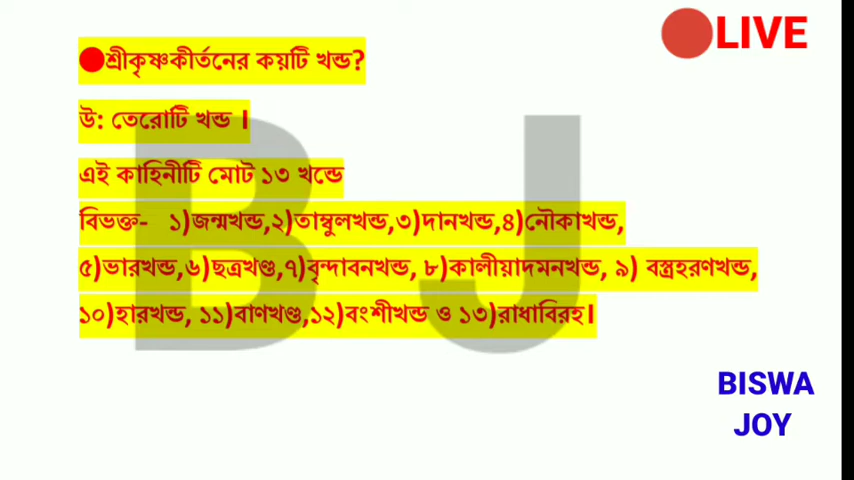 LIVE
শ্রীকৃষ্ণকীর্তনের কয়টি খন্ড?
উ: তেরোটি খন্ড ।
এই কাহিনীটি মোট ১৩ খন্ডে
বিভক্ত- ১)জন্মখন্ড,২)তাম্বুলখন্ড,৩)দানখন্ড,৪)নৌকাখন্ড,
৫)ভারখন্ড,৬)ছত্রখণ্ড,৭)বৃন্দাবনখন্ড, ৮)কালীয়াদমনখন্ড, ৯) বস্ত্রহরণখন্ড,
১০)হারখন্ড, ১১)বাণখণ্ড,১২)বংশীখন্ড ও ১৩)রাধাবিরহ।
BJ
BISWA
JOY